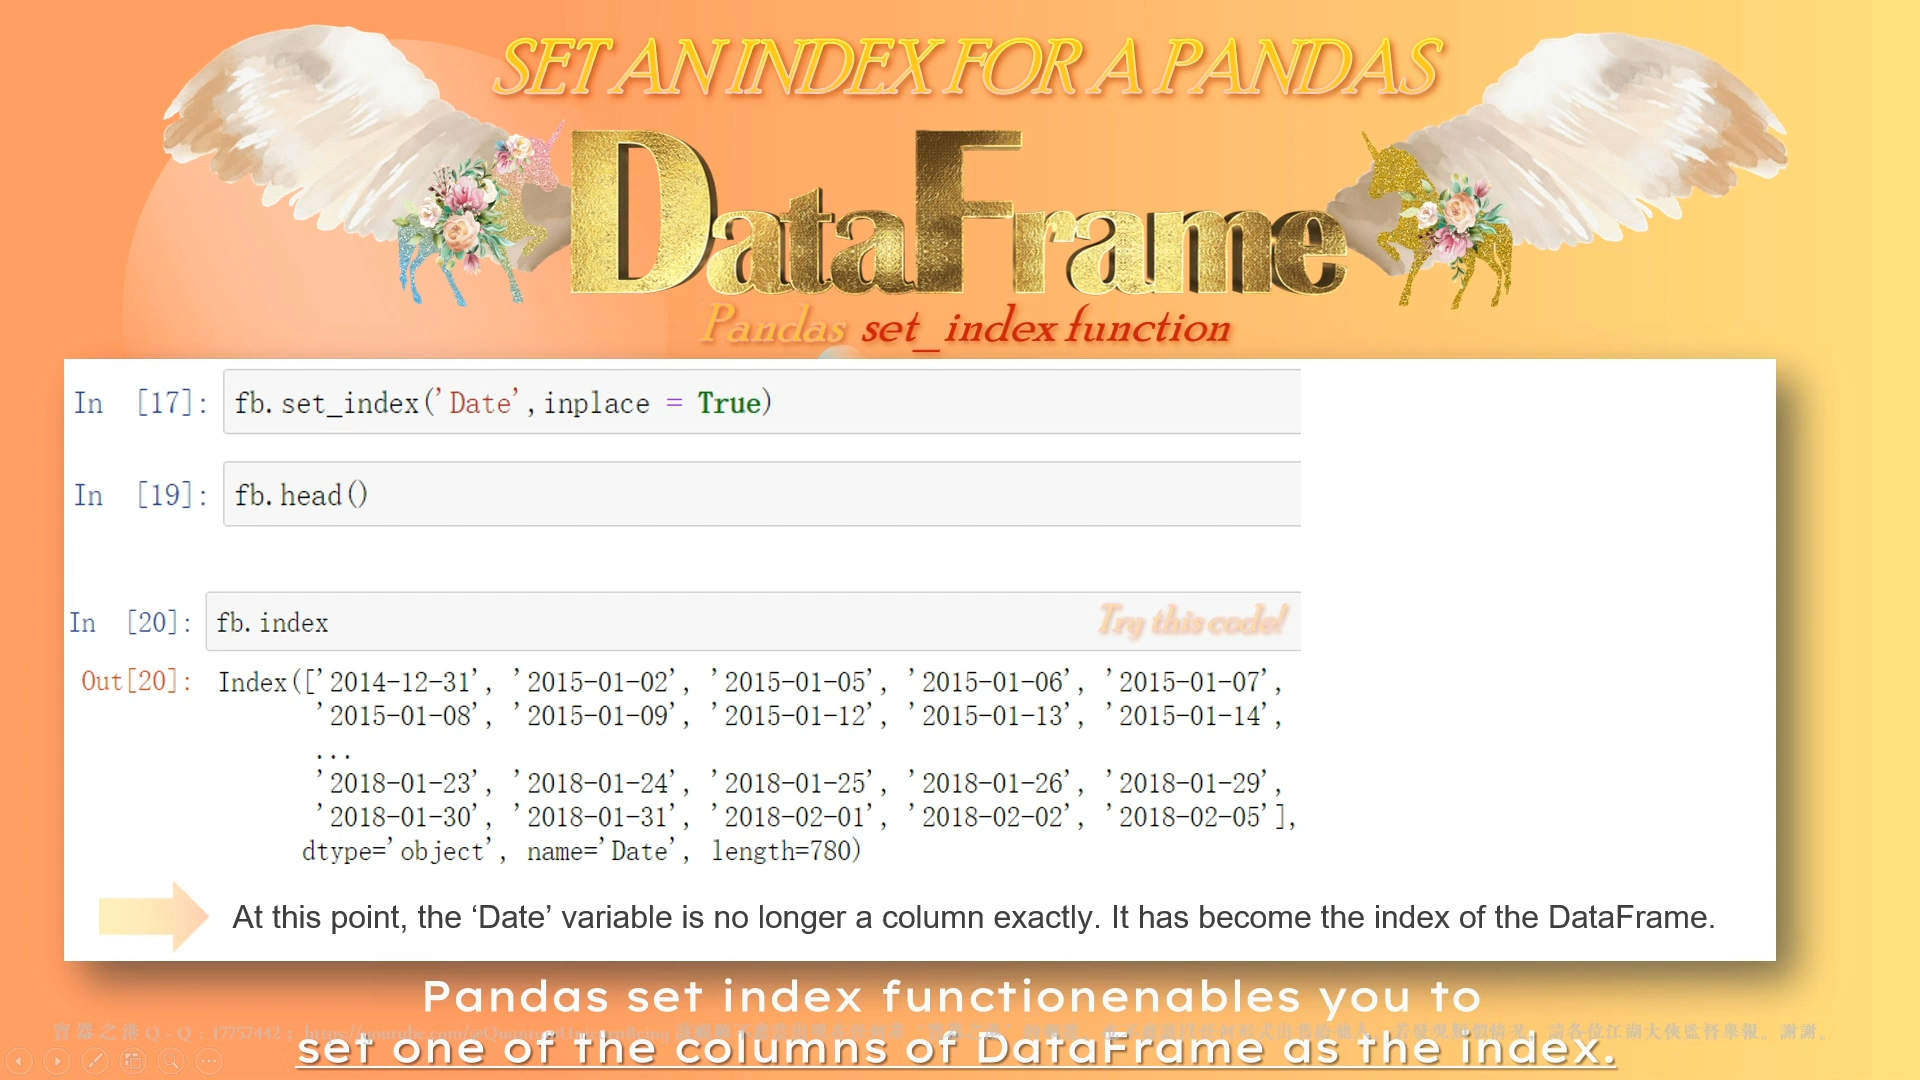 SET AN INDEX FOR A PANDAS
DataFrame
Pandas set_index function
In [17]: fb.set_index('Date',inplace = True)
In [19]: fb.head()
In [20]: fb.index
Try this code!
Out[20]: Index(['2014-12-31', '2015-01-02', '2015-01-05', '2015-01-06', '2015-01-07',
'2015-01-08', '2015-01-09', '2015-01-12', '2015-01-13', '2015-01-14',
...
'2018-01-23', '2018-01-24', '2018-01-25', '2018-01-26', '2018-01-29',
'2018-01-30', '2018-01-31', '2018-02-01', '2018-02-02', '2018-02-05'],
dtype='object', name='Date', length=780)
At this point, the ‘Date’ variable is no longer a column exactly. It has become the index of the DataFrame.
Pandas set index functionenables you to
set one of the columns of DataFrame as the index.